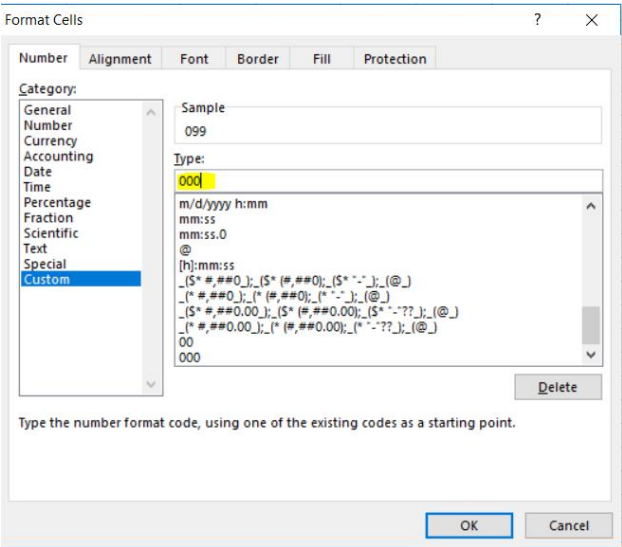 Format Cells ? ×
Number Alignment Font Border Fill Protection
Category:
General
Number
Currency
Accounting
Date
Time
Percentage
Fraction
Scientific
Text
Special
Custom
Sample
099
Type:
000
m/d/yyyy h:mm
mm:ss
mm:ss.0
@
[h]:mm:ss
_($* #,##0_);_($* (#,##0);_($* "-"_);_(@_)
_(* #,##0_);_(* (#,##0);_(* "-"_);_(@_)
_($* #,##0.00_);_($* (#,##0.00);_($* "-"??_);_(@_)
_(* #,##0.00_);_(* (#,##0.00);_(* "-"??_);_(@_)
00
000
Delete
Type the number format code, using one of the existing codes as a starting point.
OK Cancel